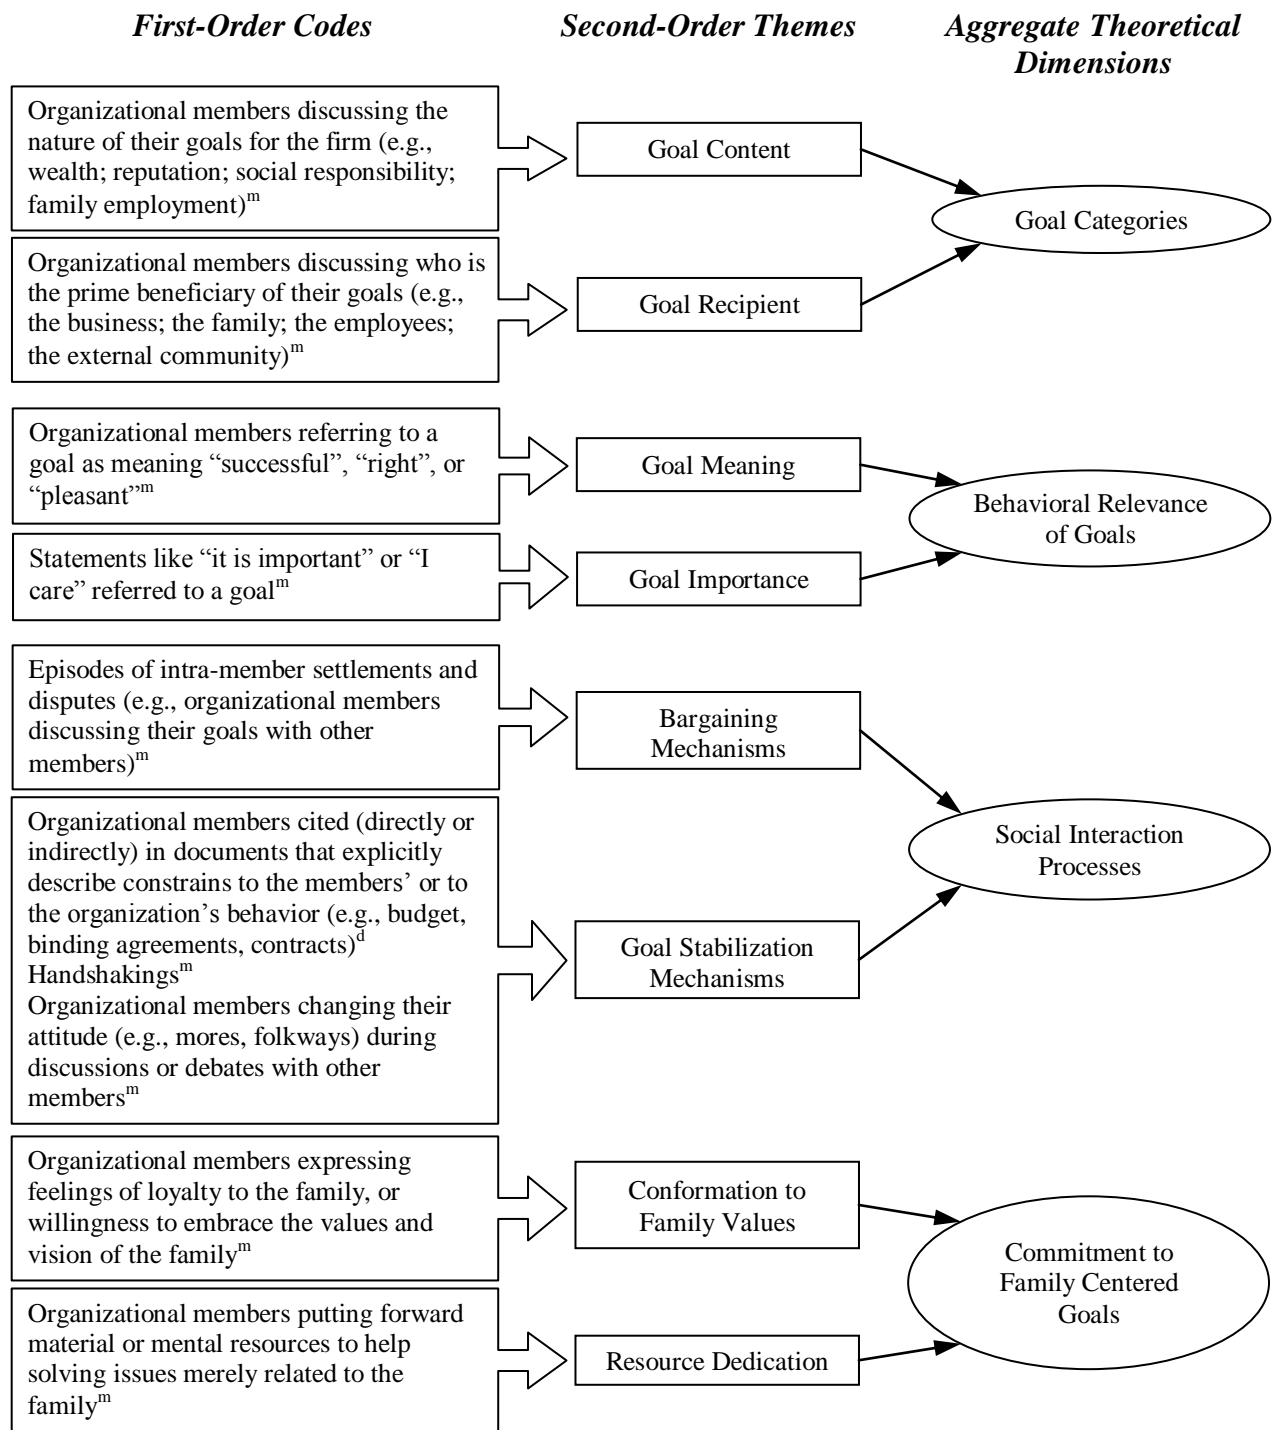 First-Order Codes
Second-Order Themes
Aggregate Theoretical
Dimensions
Organizational members discussing the
nature of their goals for the firm (e.g.,
wealth; reputation; social responsibility;
family employment)ᵐ
Goal Content
Goal Categories
Organizational members discussing who is
the prime beneficiary of their goals (e.g.,
the business; the family; the employees;
the external community)ᵐ
Goal Recipient
Organizational members referring to a
goal as meaning “successful”, “right”, or
“pleasant”ᵐ
Goal Meaning
Behavioral Relevance
of Goals
Statements like “it is important” or “I
care” referred to a goalᵐ
Goal Importance
Episodes of intra-member settlements and
disputes (e.g., organizational members
discussing their goals with other
members)ᵐ
Bargaining
Mechanisms
Social Interaction
Processes
Organizational members cited (directly or
indirectly) in documents that explicitly
describe constrains to the members’ or to
the organization’s behavior (e.g., budget,
binding agreements, contracts)ᵈ
Handshakingsᵐ
Organizational members changing their
attitude (e.g., mores, folkways) during
discussions or debates with other
membersᵐ
Goal Stabilization
Mechanisms
Organizational members expressing
feelings of loyalty to the family, or
willingness to embrace the values and
vision of the familyᵐ
Conformation to
Family Values
Commitment to
Family Centered
Goals
Organizational members putting forward
material or mental resources to help
solving issues merely related to the
familyᵐ
Resource Dedication